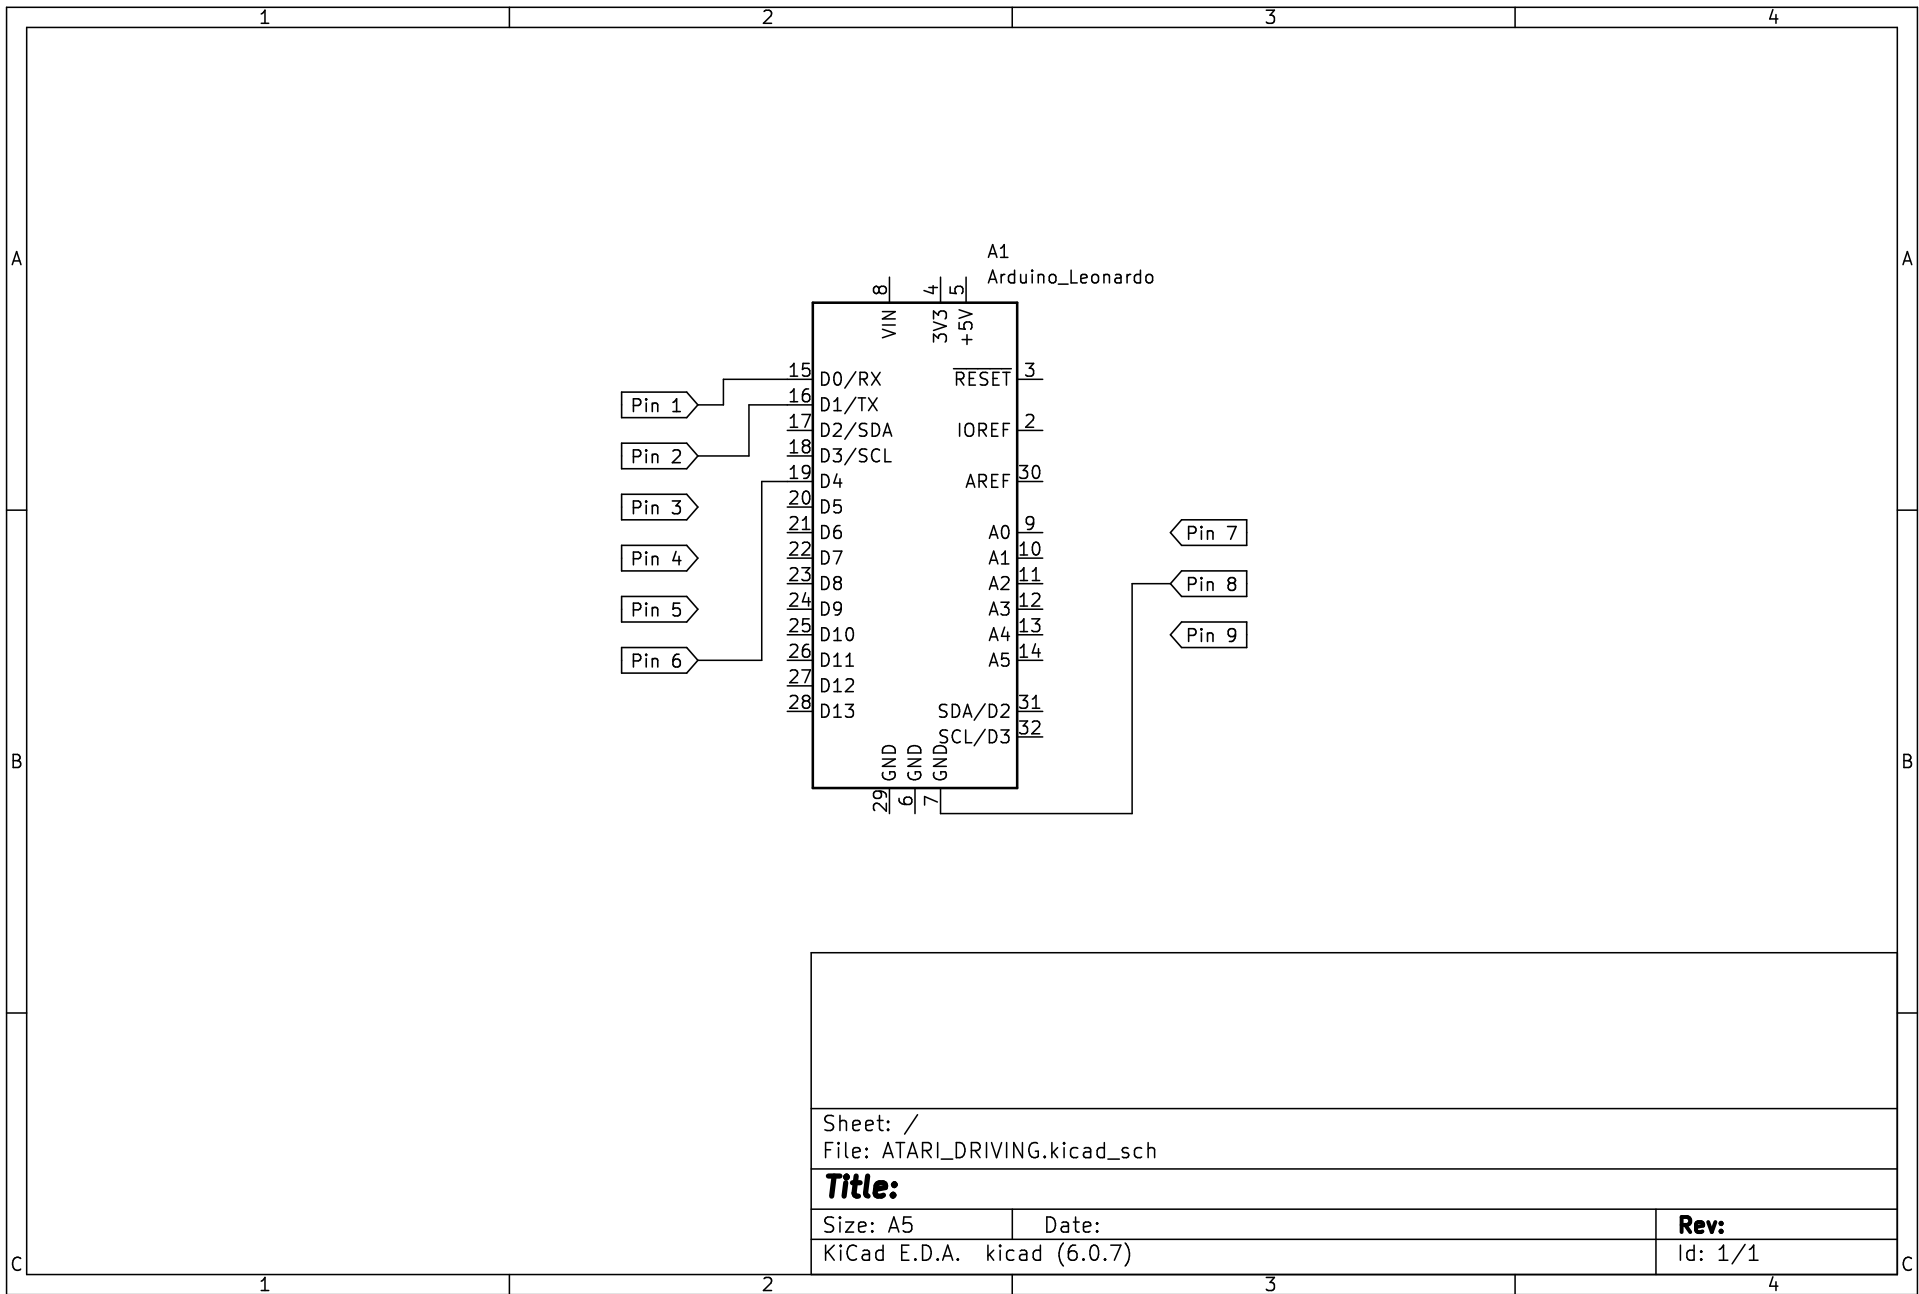 1 2 3 4
A A
A1
Arduino_Leonardo
8 4 5
VIN 3V3 +5V
15 D0/RX RESET 3
Pin 1 16 D1/TX
17 D2/SDA IOREF 2
Pin 2 18 D3/SCL
19 D4 AREF 30
Pin 3 20 D5
21 D6 A0 9 Pin 7
Pin 4 22 D7 A1 10
23 D8 A2 11 Pin 8
Pin 5 24 D9 A3 12
25 D10 A4 13 Pin 9
Pin 6 26 D11 A5 14
27 D12
28 D13 SDA/D2 31
SCL/D3 32
GND GND GND
29 6 7
B B
Sheet: /
File: ATARI_DRIVING.kicad_sch
Title:
Size: A5 Date: Rev:
KiCad E.D.A. kicad (6.0.7) Id: 1/1
C C
1 2 3 4